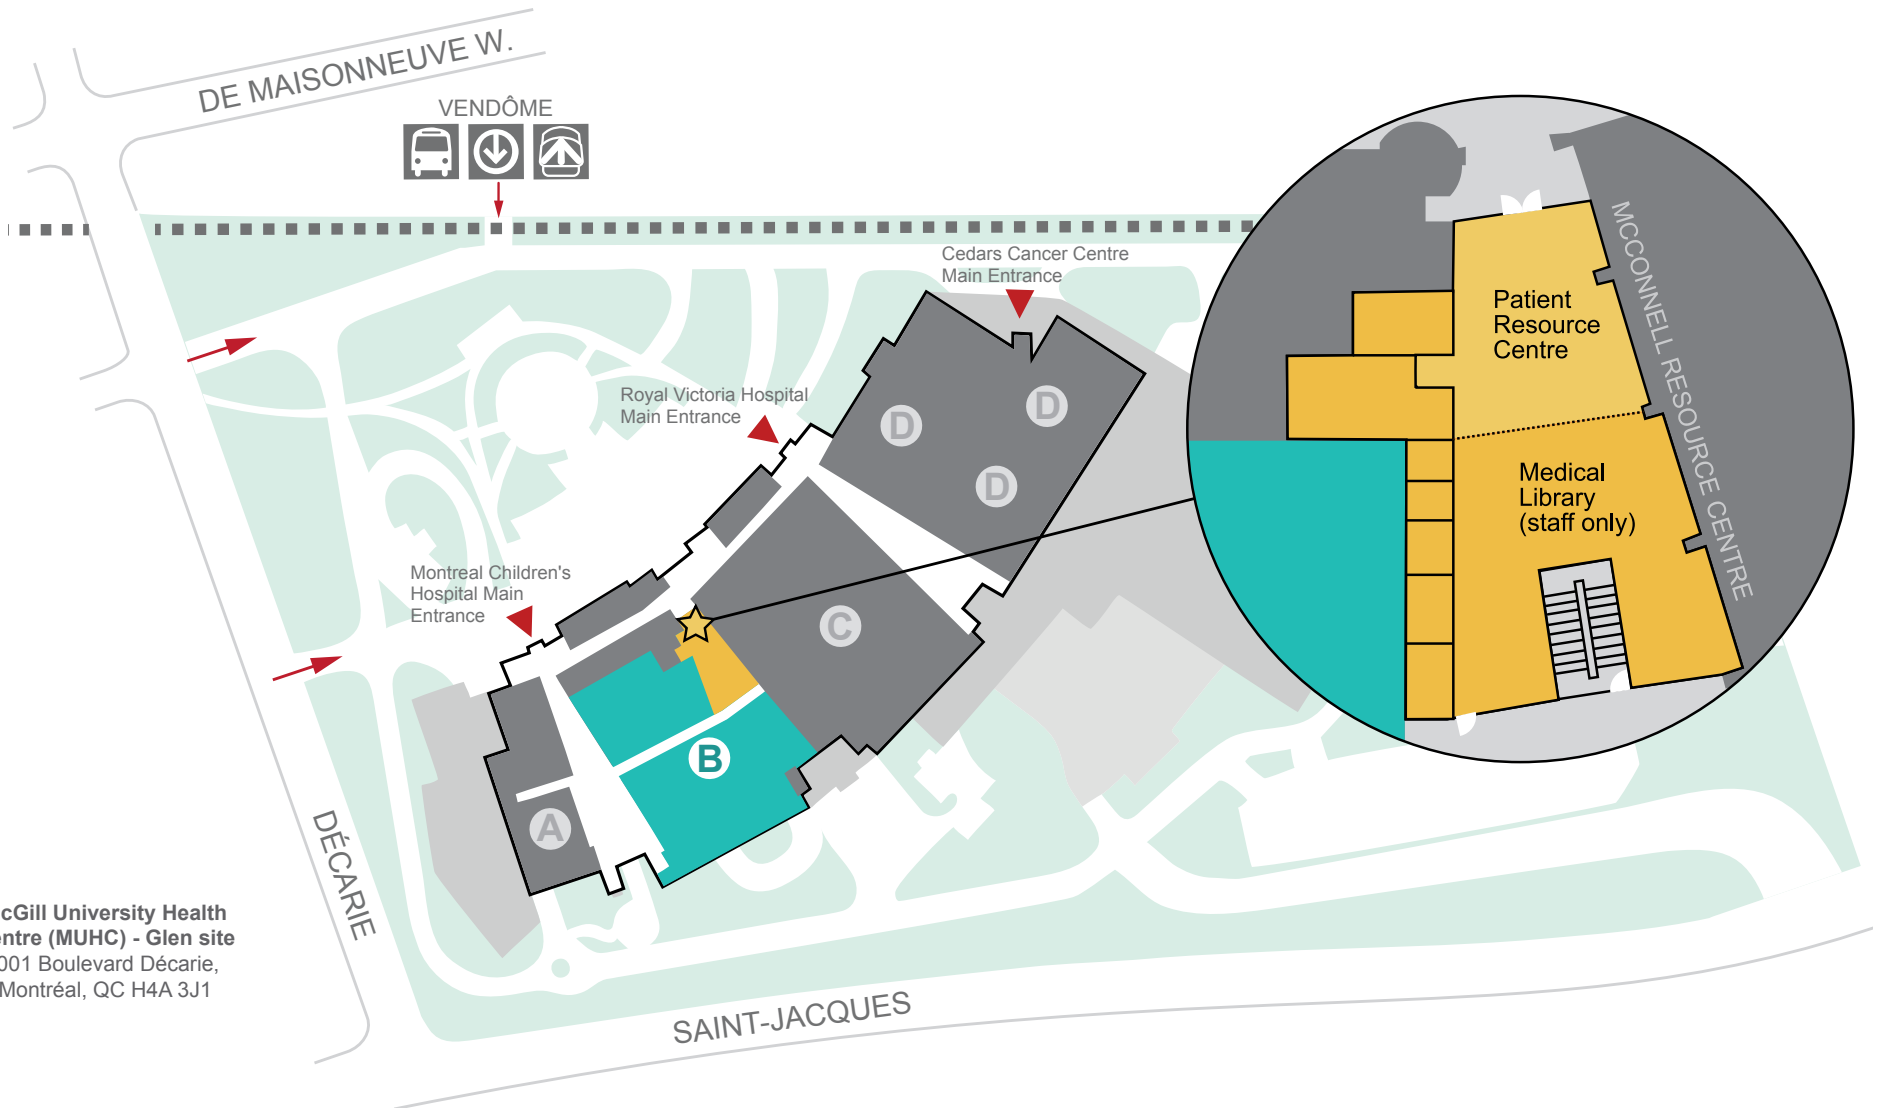 DE MAISONNEUVE W.
VENDÔME
Cedars Cancer Centre
Main Entrance
Royal Victoria Hospital
Main Entrance
Montreal Children's
Hospital Main
Entrance
D
D
D
C
B
A
Patient
Resource
Centre
Medical
Library
(staff only)
MCCONNELL RESOURCE CENTRE
DÉCARIE
SAINT-JACQUES
cGill University Health
entre (MUHC) - Glen site
001 Boulevard Décarie,
Montréal, QC H4A 3J1